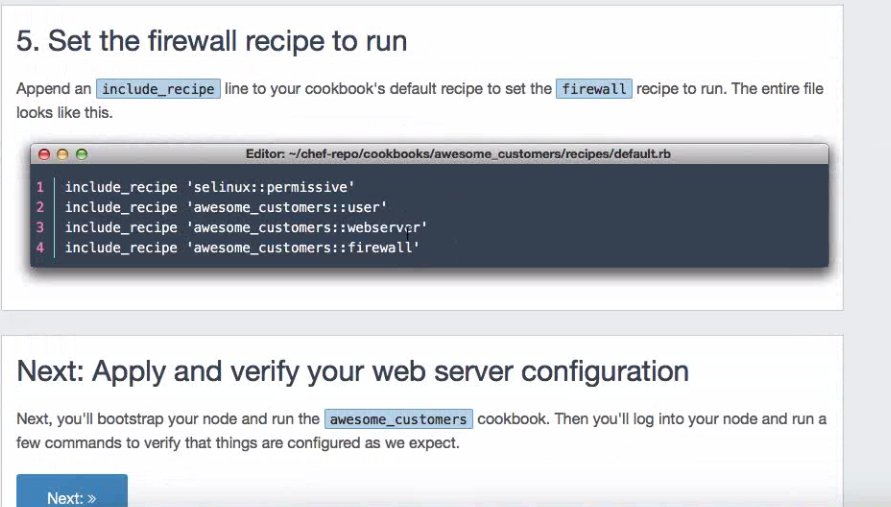 5. Set the firewall recipe to run
Append an include_recipe line to your cookbook's default recipe to set the firewall recipe to run. The entire file
looks like this.
Editor: ~/chef-repo/cookbooks/awesome_customers/recipes/default.rb
1 include_recipe 'selinux::permissive'
2 include_recipe 'awesome_customers::user'
3 include_recipe 'awesome_customers::webserver'
4 include_recipe 'awesome_customers::firewall'
Next: Apply and verify your web server configuration
Next, you'll bootstrap your node and run the awesome_customers cookbook. Then you'll log into your node and run a
few commands to verify that things are configured as we expect.
Next: »